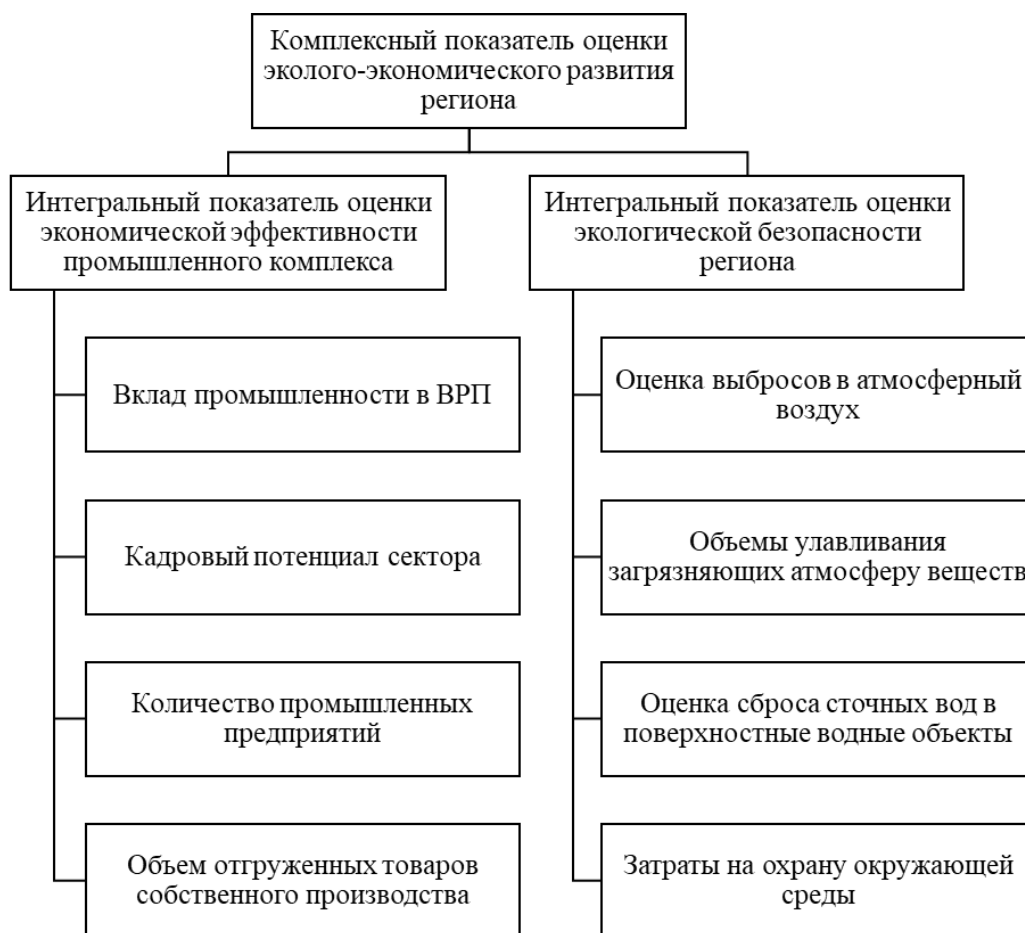 Комплексный показатель оценки
эколого-экономического развития
региона
Интегральный показатель оценки
экономической эффективности
промышленного комплекса
Вклад промышленности в ВРП
Кадровый потенциал сектора
Количество промышленных
предприятий
Объем отгруженных товаров
собственного производства
Интегральный показатель оценки
экологической безопасности
региона
Оценка выбросов в атмосферный
воздух
Объемы улавливания
загрязняющих атмосферу веществ
Оценка сброса сточных вод в
поверхностные водные объекты
Затраты на охрану окружающей
среды